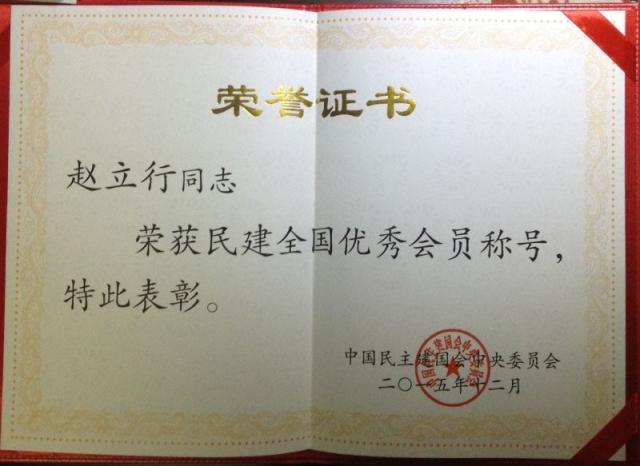 荣誉证书
赵立行同志
荣获民建全国优秀会员称号，
特此表彰。
中国民主建国会中央委员会
二〇一五年十二月